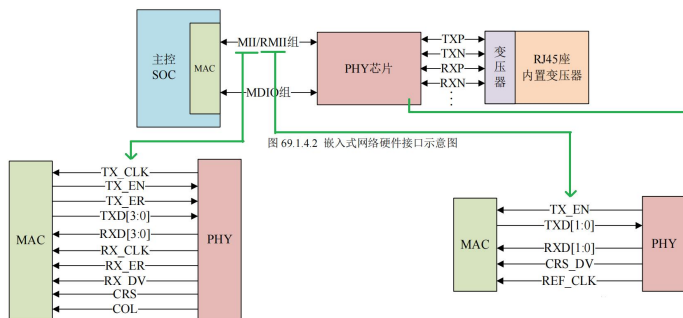 主控
SOC
MAC
MII/RMII组
MDIO组
PHY芯片
TXP
TXN
RXP
RXN
变压器
RJ45座
内置变压器
图 69.1.4.2 嵌入式网络硬件接口示意图
MAC
TX_CLK
TX_EN
TX_ER
TXD[3:0]
RXD[3:0]
RX_CLK
RX_ER
RX_DV
CRS
COL
PHY
MAC
TX_EN
TXD[1:0]
RXD[1:0]
CRS_DV
REF_CLK
PHY